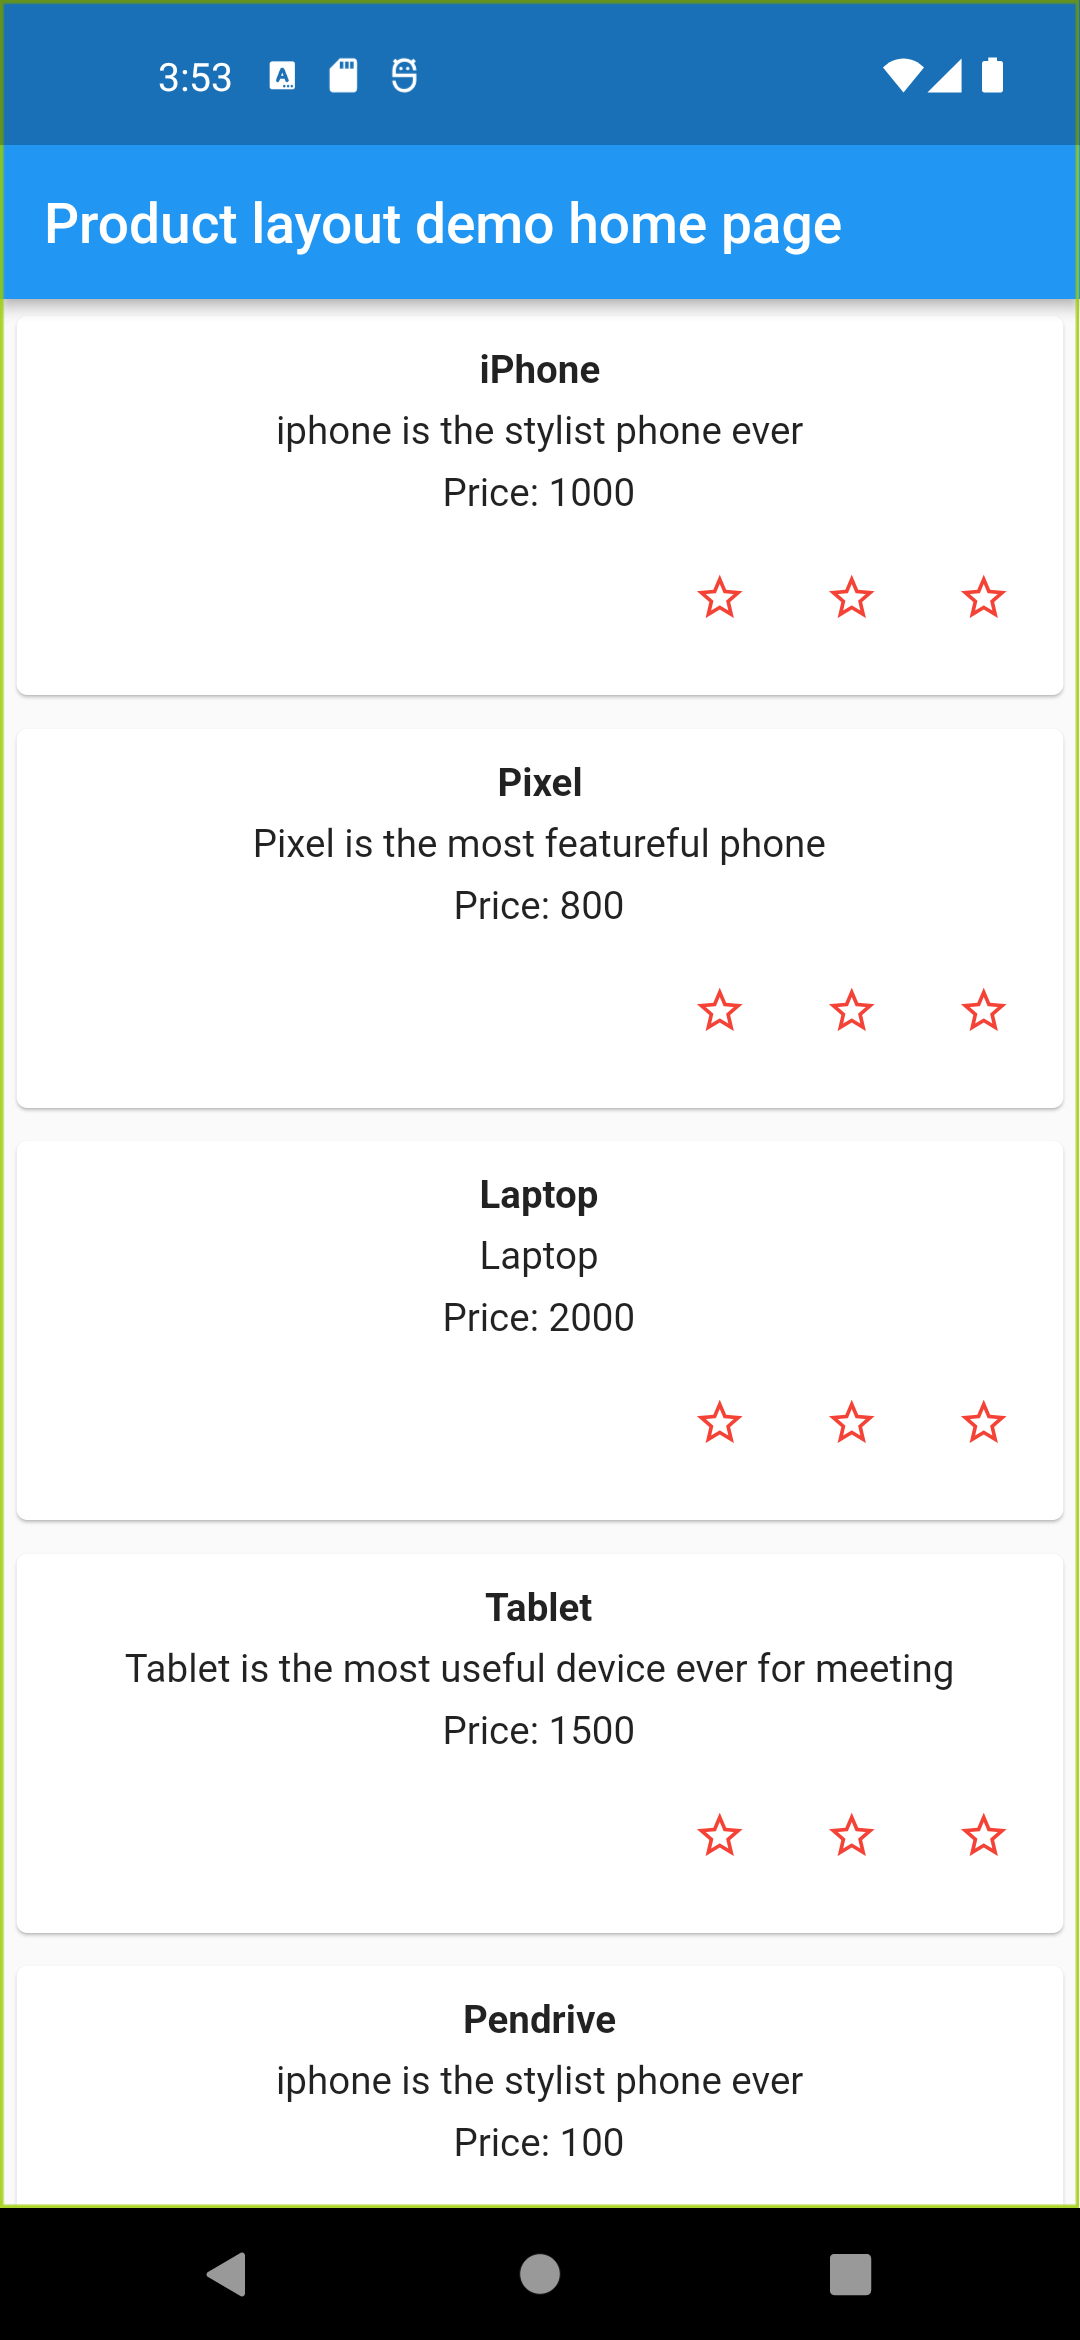 3:53
Product layout demo home page
iPhone
iphone is the stylist phone ever
Price: 1000
Pixel
Pixel is the most featureful phone
Price: 800
Laptop
Laptop
Price: 2000
Tablet
Tablet is the most useful device ever for meeting
Price: 1500
Pendrive
iphone is the stylist phone ever
Price: 100